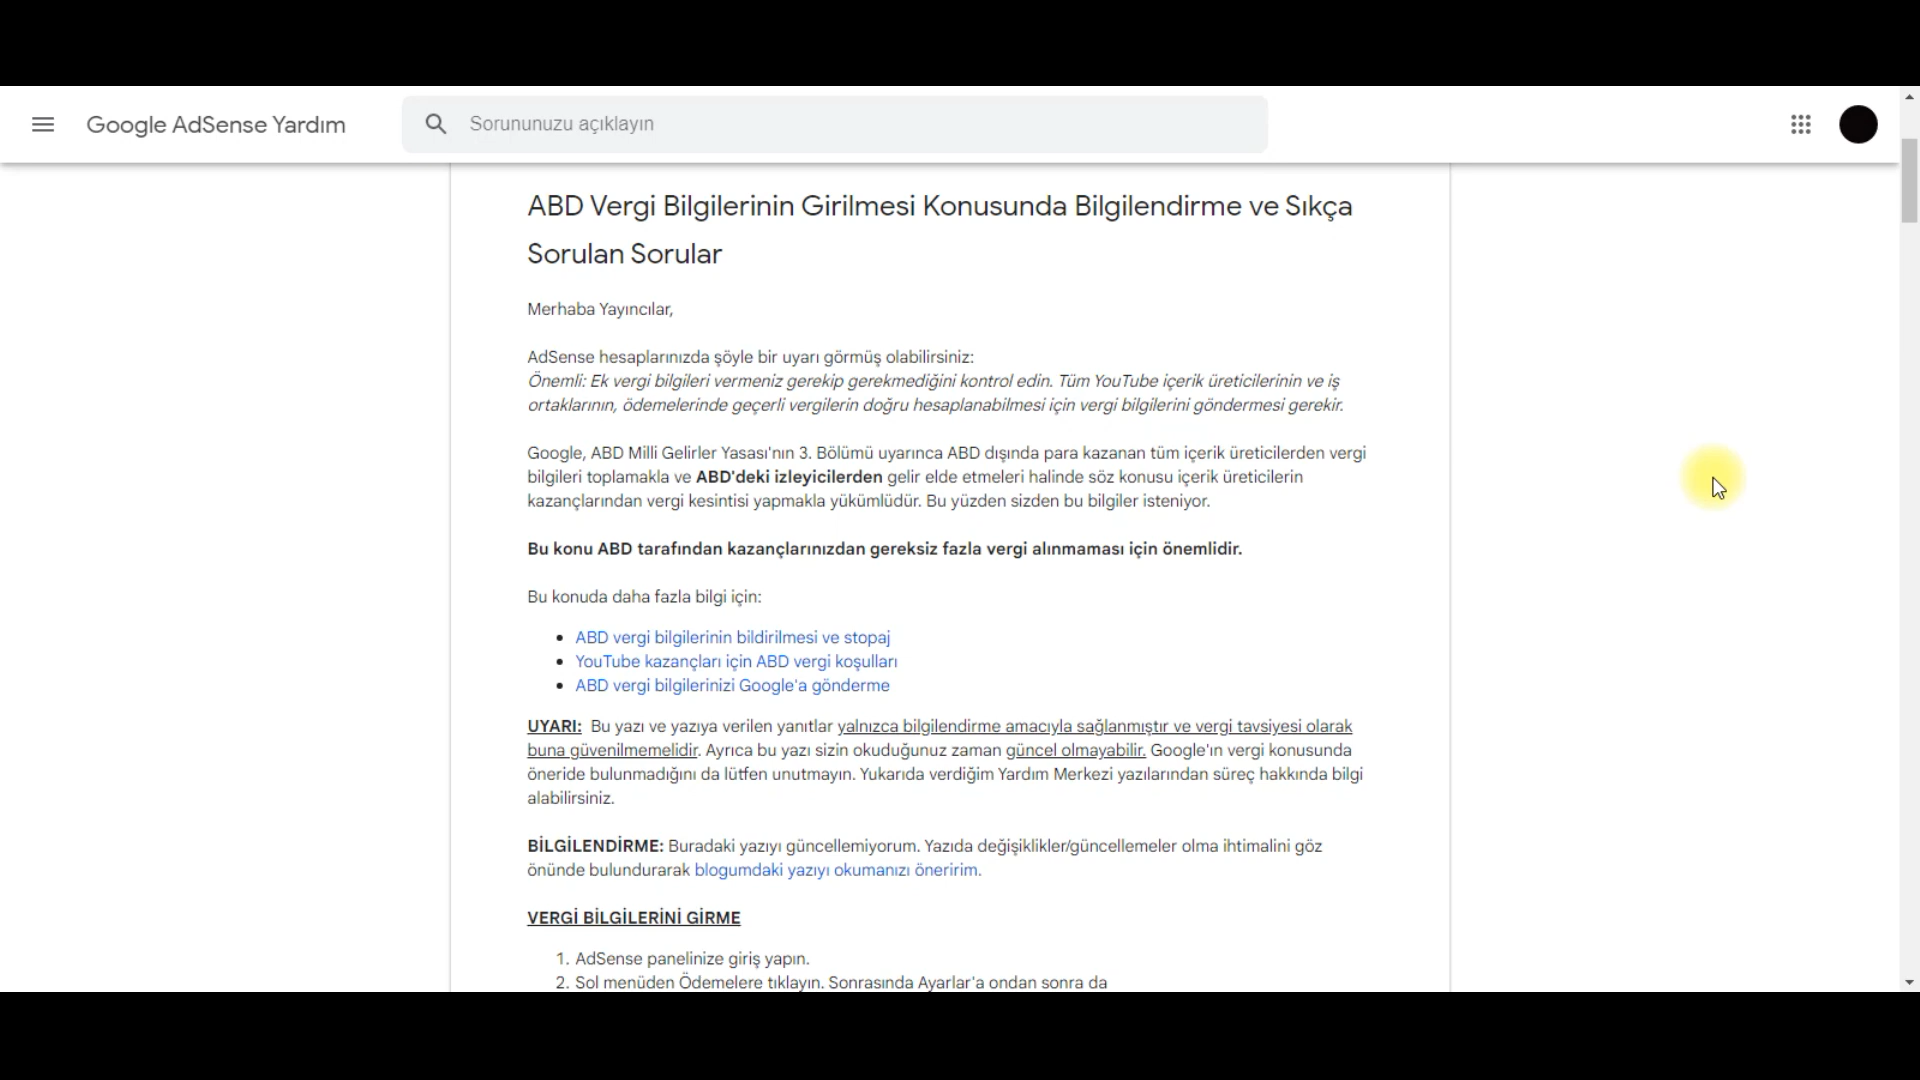 Google AdSense Yardım
Sorununuzu açıklayın
ABD Vergi Bilgilerinin Girilmesi Konusunda Bilgilendirme ve Sıkça
Sorulan Sorular
Merhaba Yayıncılar,
AdSense hesaplarınızda şöyle bir uyarı görmüş olabilirsiniz:
Önemli: Ek vergi bilgileri vermeniz gerekip gerekmediğini kontrol edin. Tüm YouTube içerik üreticilerinin ve iş
ortaklarının, ödemelerinde geçerli vergilerin doğru hesaplanabilmesi için vergi bilgilerini göndermesi gerekir.
Google, ABD Milli Gelirler Yasası'nın 3. Bölümü uyarınca ABD dışında para kazanan tüm içerik üreticilerden vergi
bilgileri toplamakla ve ABD'deki izleyicilerden gelir elde etmeleri halinde söz konusu içerik üreticilerin
kazançlarından vergi kesintisi yapmakla yükümlüdür. Bu yüzden sizden bu bilgiler isteniyor.
Bu konu ABD tarafından kazançlarınızdan gereksiz fazla vergi alınmaması için önemlidir.
Bu konuda daha fazla bilgi için:
• ABD vergi bilgilerinin bildirilmesi ve stopaj
• YouTube kazançları için ABD vergi koşulları
• ABD vergi bilgilerinizi Google'a gönderme
UYARI: Bu yazı ve yazıya verilen yanıtlar yalnızca bilgilendirme amacıyla sağlanmıştır ve vergi tavsiyesi olarak
buna güvenilmemelidir. Ayrıca bu yazı sizin okuduğunuz zaman güncel olmayabilir. Google'ın vergi konusunda
öneride bulunmadığını da lütfen unutmayın. Yukarıda verdiğim Yardım Merkezi yazılarından süreç hakkında bilgi
alabilirsiniz.
BİLGİLENDİRME: Buradaki yazıyı güncellemiyorum. Yazıda değişiklikler/güncellemeler olma ihtimalini göz
önünde bulundurarak blogumdaki yazıyı okumanızı öneririm.
VERGİ BİLGİLERİNİ GİRME
1. AdSense panelinize giriş yapın.
2. Sol menüden Ödemelere tıklayın. Sonrasında Ayarlar'a ondan sonra da